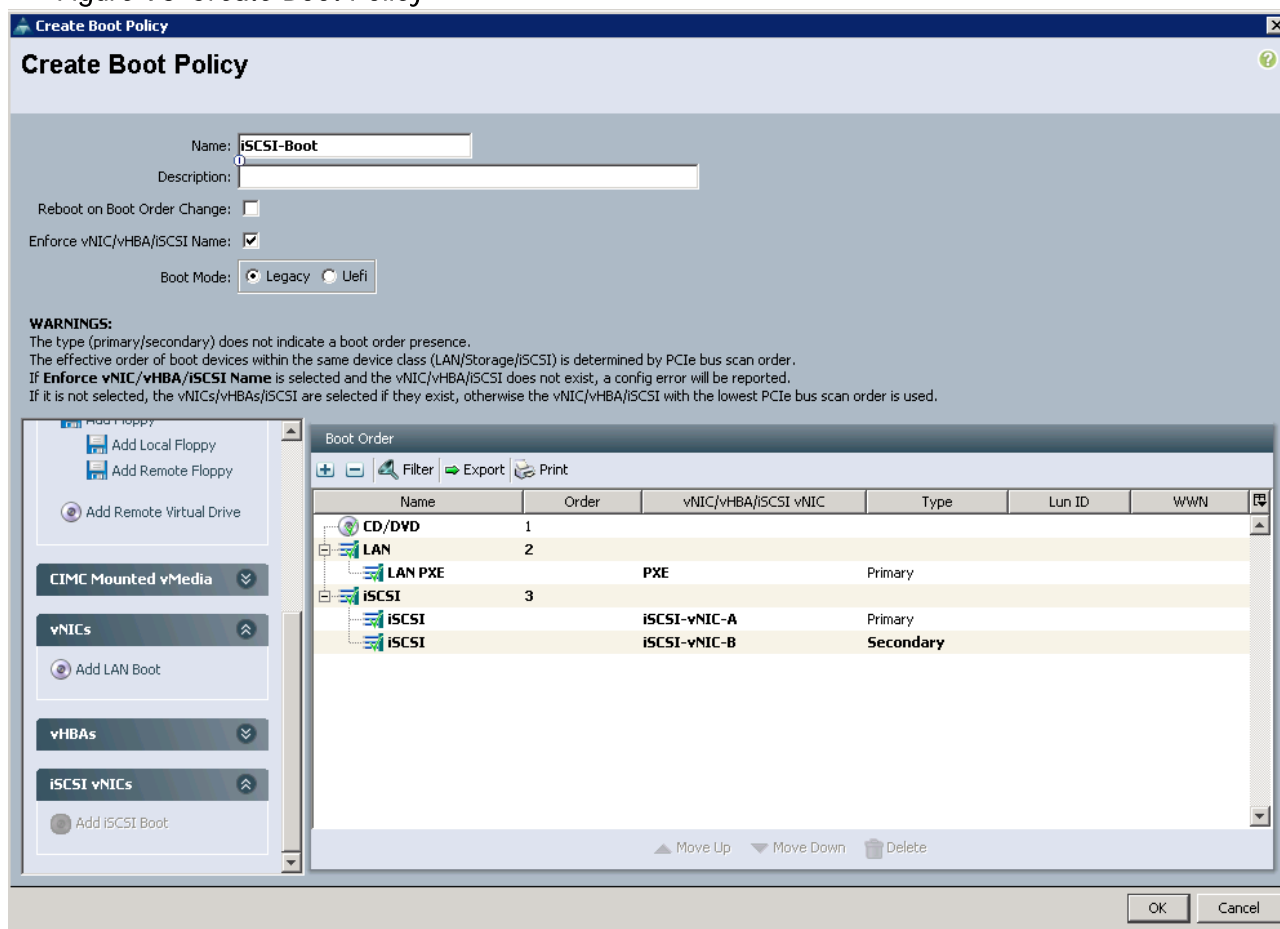 Create Boot Policy
Create Boot Policy
Name: iSCSI-Boot
Description:
Reboot on Boot Order Change:
Enforce vNIC/vHBA/iSCSI Name:
Boot Mode: Legacy Uefi
WARNINGS:
The type (primary/secondary) does not indicate a boot order presence.
The effective order of boot devices within the same device class (LAN/Storage/iSCSI) is determined by PCIe bus scan order.
If Enforce vNIC/vHBA/iSCSI Name is selected and the vNIC/vHBA/iSCSI does not exist, a config error will be reported.
If it is not selected, the vNICs/vHBAs/iSCSI are selected if they exist, otherwise the vNIC/vHBA/iSCSI with the lowest PCIe bus scan order is used.
Add Local Floppy
Add Remote Floppy
Add Remote Virtual Drive
CIMC Mounted vMedia
vNICs
Add LAN Boot
vHBAs
iSCSI vNICs
Add iSCSI Boot
Boot Order
Filter Export Print
Name Order vNIC/vHBA/iSCSI vNIC Type Lun ID WWN
CD/DVD 1
LAN 2
LAN PXE PXE Primary
iSCSI 3
iSCSI iSCSI-vNIC-A Primary
iSCSI iSCSI-vNIC-B Secondary
Move Up Move Down Delete
OK Cancel